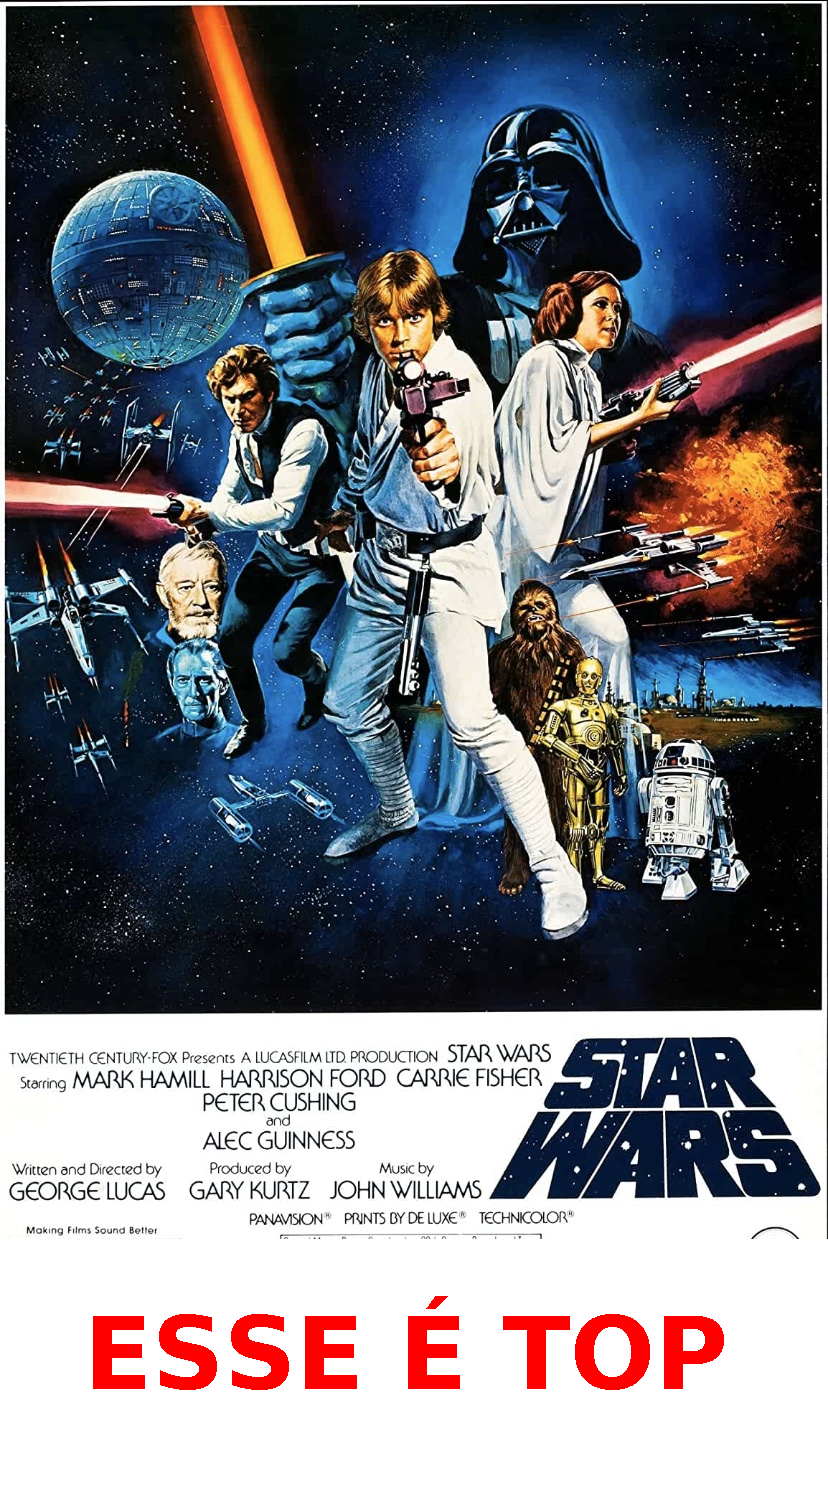 TWENTIETH CENTURY-FOX Presents A LUCASFILM LTD. PRODUCTION STAR WARS
Starring MARK HAMILL HARRISON FORD CARRIE FISHER
PETER CUSHING
and
ALEC GUINNESS
STAR
WARS
Written and Directed by
GEORGE LUCAS
Produced by
GARY KURTZ
Music by
JOHN WILLIAMS
PANAVISION® PRINTS BY DE LUXE® TECHNICOLOR®
Making Films Sound Better
ESSE É TOP